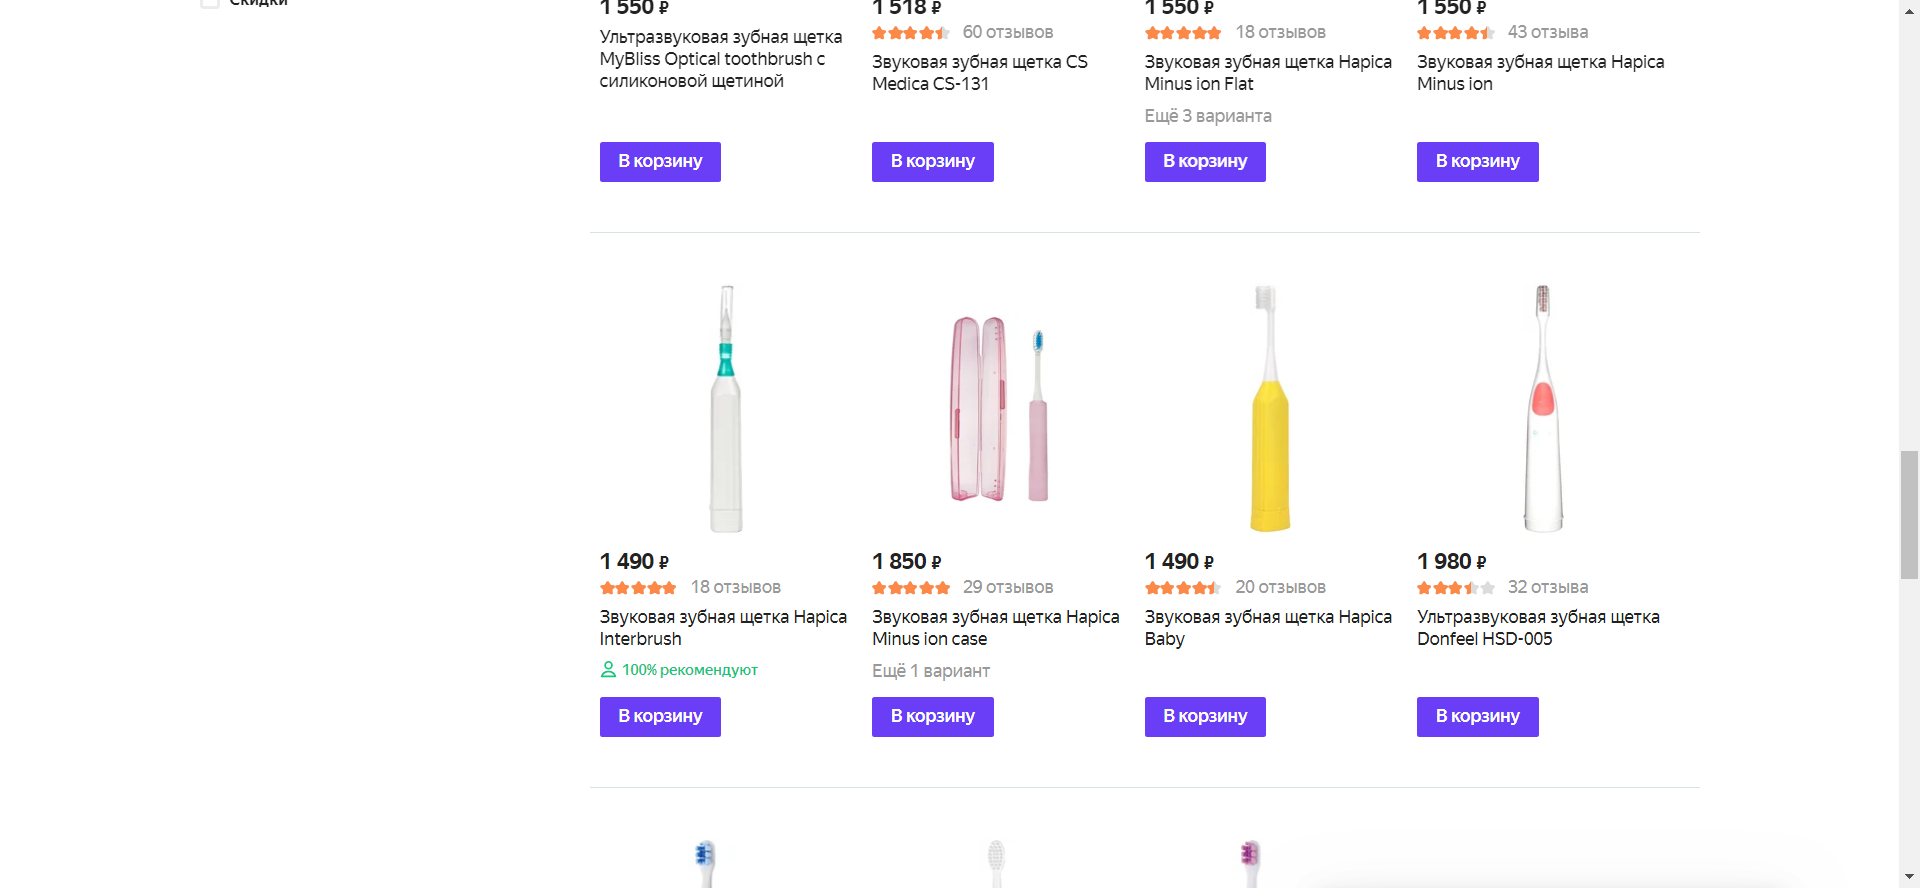 Скидки
1 550 ₽
1 518 ₽
1 550 ₽
1 550 ₽
60 отзывов
18 отзывов
43 отзыва
Ультразвуковая зубная щетка
MyBliss Optical toothbrush с
силиконовой щетиной
Звуковая зубная щетка CS
Medica CS-131
Звуковая зубная щетка Hapica
Minus ion Flat
Ещё 3 варианта
Звуковая зубная щетка Hapica
Minus ion
В корзину
В корзину
В корзину
В корзину
1 490 ₽
18 отзывов
Звуковая зубная щетка Hapica
Interbrush
100% рекомендуют
В корзину
1 850 ₽
29 отзывов
Звуковая зубная щетка Hapica
Minus ion case
Ещё 1 вариант
В корзину
1 490 ₽
20 отзывов
Звуковая зубная щетка Hapica
Baby
В корзину
1 980 ₽
32 отзыва
Ультразвуковая зубная щетка
Donfeel HSD-005
В корзину